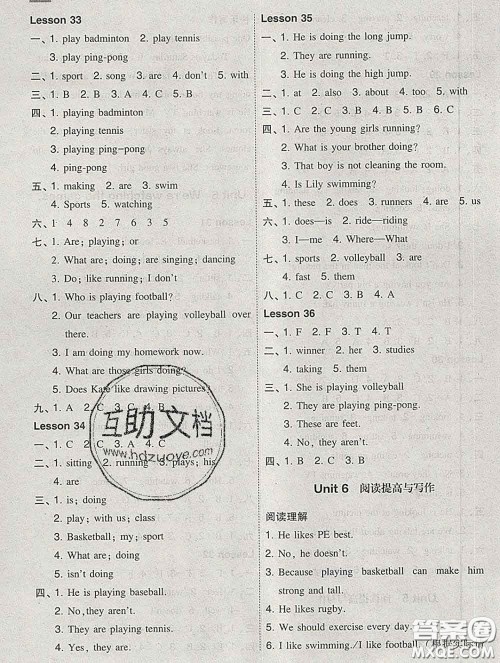 Lesson 33
一、1. play badminton 2. play tennis
3. play ping-pong
二、1. sport 2. song 3. are 4. don't 5. with
三、1. B 2. B 3. A 4. C 5. B
四、1. playing badminton
2. playing tennis
3. playing ping-pong
4. ping-pong
五、1. making 2. are 3. swim
4. Sports 5. watching
六、1 4 8 2 7 6 3 5
七、1. Are; playing; or
2. What are; doing; are singing; dancing
3. Do; like running; I don't
八、1. Who is playing football?
2. Our teachers are playing volleyball over
there.
3. I am doing my homework now.
4. What are those girls doing?
5. Does Kate like drawing pictures?
九、1. A 2. C
Lesson 34
一、1. C 2. C 3. A 4.
二、1. sitting 2. running 3. plays; his
4. are
三、1. is; doing
2. play; with us; class
3. Basketball; my; sport
4. What are; doing
5. isn't doing
四、1. He is playing baseball.
2. No, they aren't.
3. They are doing
4. Yes, they are.
Lesson 35
一、1. He is doing the long jump.
2. They are running.
3. He is doing the high jump.
二、1. at 2. also 3. about 4. too 5. with
三、1. C 2. C 3. A 4. B 5. B 6. C
四、1. Are the young girls running?
2. What is your brother doing?
3. That boy is not cleaning the room.
4. Is Lily swimming?
五、1. these 2. does 3. runners 4. are 5. us
六、1. does—is 2. ride—riding
3. What—How
七、1. sports 2. volleyball 3. are
4. fast 5. them
八、1. C 2. B 3. B 4. A
Lesson 36
一、1. F 2. F 3. T 4. T
二、1. winner 2. her 3. studies
4. are 5. them
三、1. She is playing volleyball
2. They are playing ping-pong.
3. These are
四、1. B 2. A 3. C 4. D
Unit 6 阅读提高与写作
阅读理解
1. He likes PE best.
2. No, he doesn't.
3. Because playing basketball can make him
strong and tall.
4. He likes rugby.
5. We should exercise every day.
6. I like swimming./I like football.
互助文档
www.hdzuoye.com
答案圈
MXQE.COM